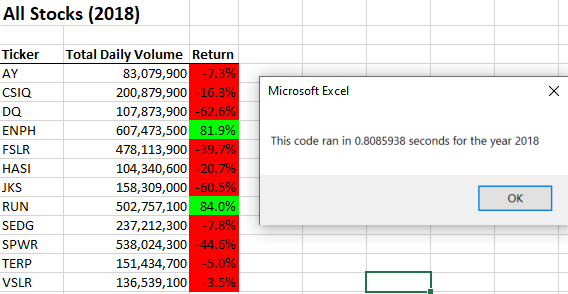 All Stocks (2018)
Ticker Total Daily Volume Return
AY 83,079,900 -7.3%
CSIQ 200,879,900 -16.3%
DQ 107,873,900 -62.6%
ENPH 607,473,500 81.9%
FSLR 478,113,900 -39.7%
HASI 104,340,600 -20.7%
JKS 158,309,000 -60.5%
RUN 502,757,100 84.0%
SEDG 237,212,300 -7.8%
SPWR 538,024,300 -44.6%
TERP 151,434,700 -5.0%
VSLR 136,539,100 -3.5%
Microsoft Excel
This code ran in 0.8085938 seconds for the year 2018
OK